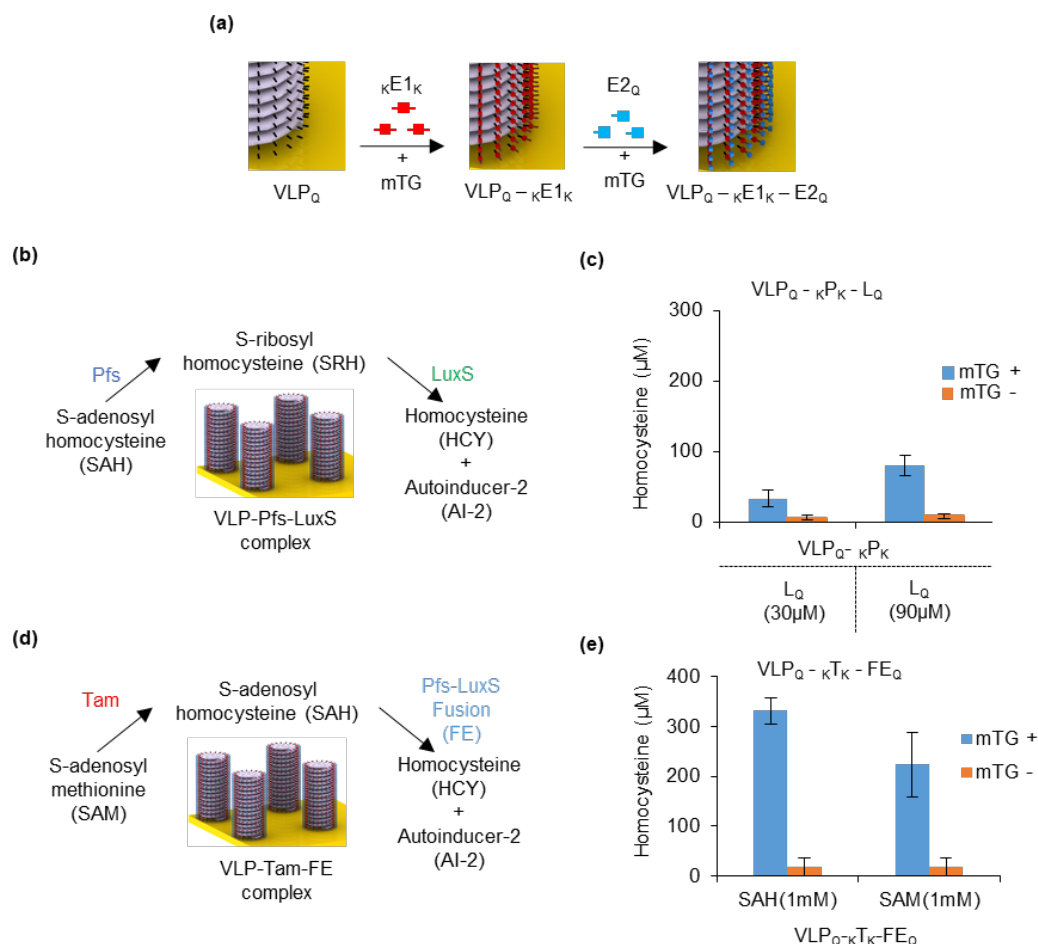 (a)
KE1K
E2Q
+
+
mTG
mTG
VLPQ
VLPQ – KE1K
VLPQ – KE1K – E2Q
(b)
S-ribosyl
homocysteine (SRH)
Pfs
LuxS
S-adenosyl
homocysteine
(SAH)
Homocysteine
(HCY)
+
Autoinducer-2
(AI-2)
VLP-Pfs-LuxS
complex
(c)
VLPQ - KPK - LQ
Homocysteine (µM)
300
200
100
0
mTG +
mTG -
VLPQ- KPK
LQ
(30µM)
LQ
(90µM)
(d)
Tam
S-adenosyl
homocysteine (SAH)
Pfs-LuxS
Fusion
(FE)
S-adenosyl
methionine
(SAM)
Homocysteine
(HCY)
+
Autoinducer-2
(AI-2)
VLP-Tam-FE
complex
(e)
VLPQ - KTK - FEQ
Homocysteine (µM)
400
300
200
100
0
mTG +
mTG -
SAH(1mM)
SAM(1mM)
VLPQ-KTK-FEQ